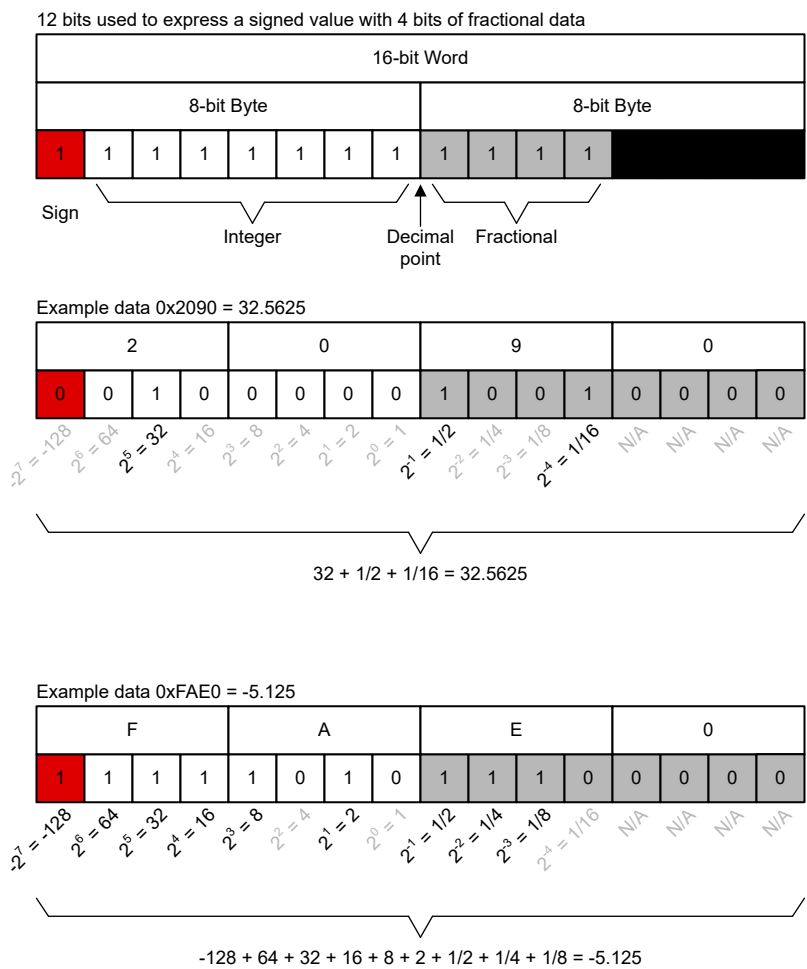 12 bits used to express a signed value with 4 bits of fractional data
16-bit Word
8-bit Byte 8-bit Byte
1 1 1 1 1 1 1 1 1 1 1 1
Sign
Integer Decimal Fractional
point
Example data 0x2090 = 32.5625
2 0 9 0
0 0 1 0 0 0 0 0 1 0 0 1 0 0 0 0
-2⁷ = -128 2⁶ = 64 2⁵ = 32 2⁴ = 16 2³ = 8 2² = 4 2¹ = 2 2⁰ = 1 2⁻¹ = 1/2 2⁻² = 1/4 2⁻³ = 1/8 2⁻⁴ = 1/16 N/A N/A N/A N/A
32 + 1/2 + 1/16 = 32.5625
Example data 0xFAE0 = -5.125
F A E 0
1 1 1 1 1 0 1 0 1 1 1 0 0 0 0 0
-2⁷ = -128 2⁶ = 64 2⁵ = 32 2⁴ = 16 2³ = 8 2² = 4 2¹ = 2 2⁰ = 1 2⁻¹ = 1/2 2⁻² = 1/4 2⁻³ = 1/8 2⁻⁴ = 1/16 N/A N/A N/A N/A
-128 + 64 + 32 + 16 + 8 + 2 + 1/2 + 1/4 + 1/8 = -5.125